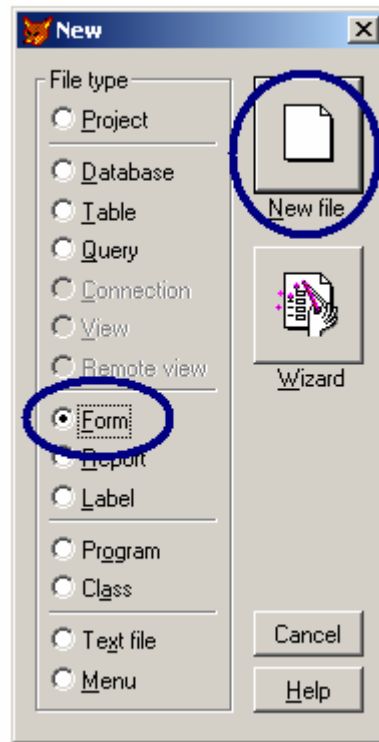 New
File type
Project
Database
Table
Query
Connection
View
Remote view
Form
Report
Label
Program
Class
Text file
Menu
New file
Wizard
Cancel
Help